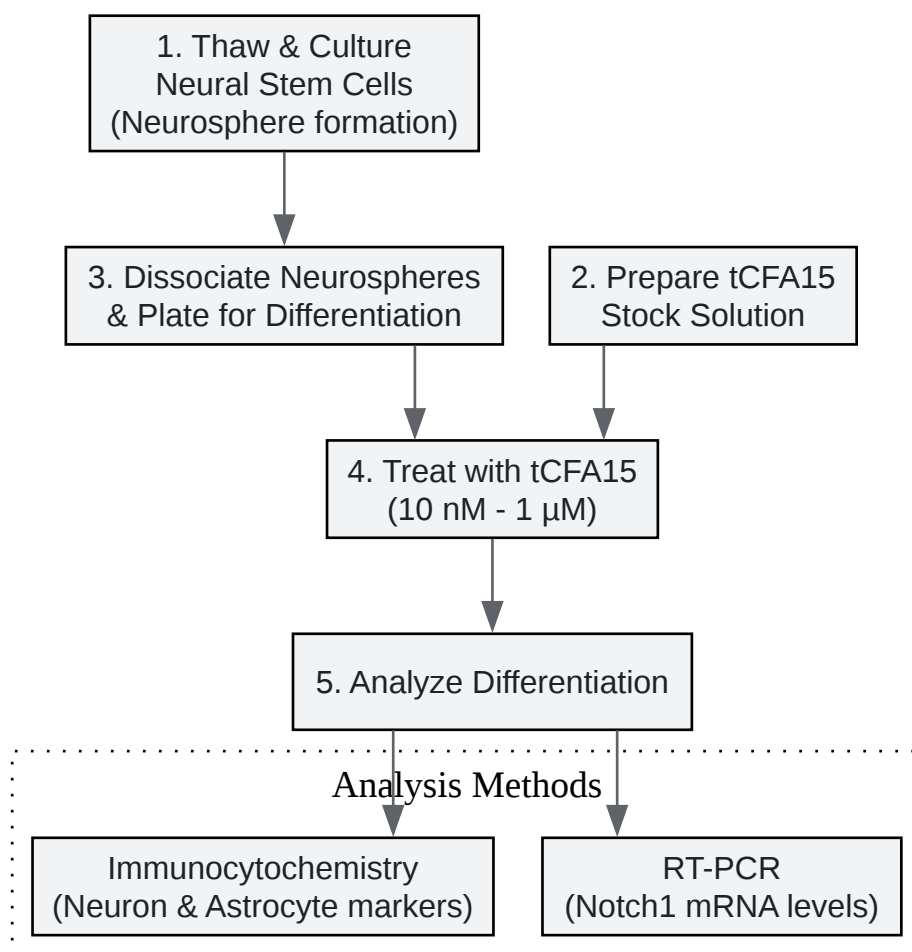 1. Thaw & Culture
Neural Stem Cells
(Neurosphere formation)
3. Dissociate Neurospheres
& Plate for Differentiation
2. Prepare tCFA15
Stock Solution
4. Treat with tCFA15
(10 nM - 1 µM)
5. Analyze Differentiation
Analysis Methods
Immunocytochemistry
(Neuron & Astrocyte markers)
RT-PCR
(Notch1 mRNA levels)